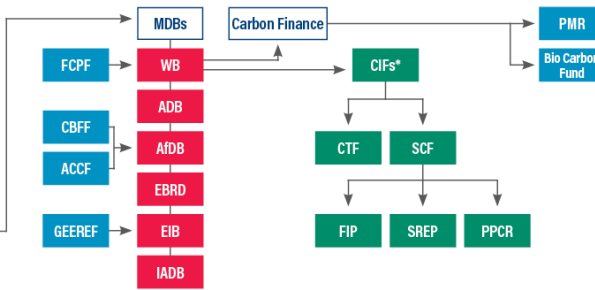 MDBs
Carbon Finance
PMR
FCPF
WB
CIFs*
Bio Carbon
Fund
ADB
CBFF
AfDB
CTF
SCF
ACCF
EBRD
GEEREF
EIB
FIP
SREP
PPCR
IADB